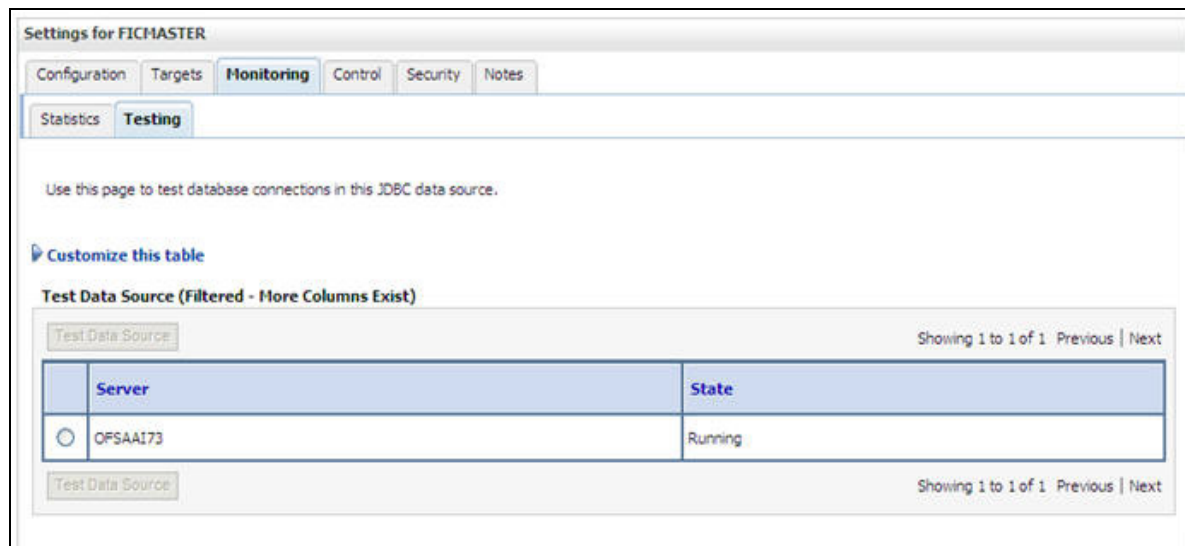 Settings for FICMASTER
Configuration Targets Monitoring Control Security Notes
Statistics Testing
Use this page to test database connections in this JDBC data source.
Customize this table
Test Data Source (Filtered - More Columns Exist)
Test Data Source Showing 1 to 1 of 1 Previous | Next
Server State
OFSAAI73 Running
Test Data Source Showing 1 to 1 of 1 Previous | Next